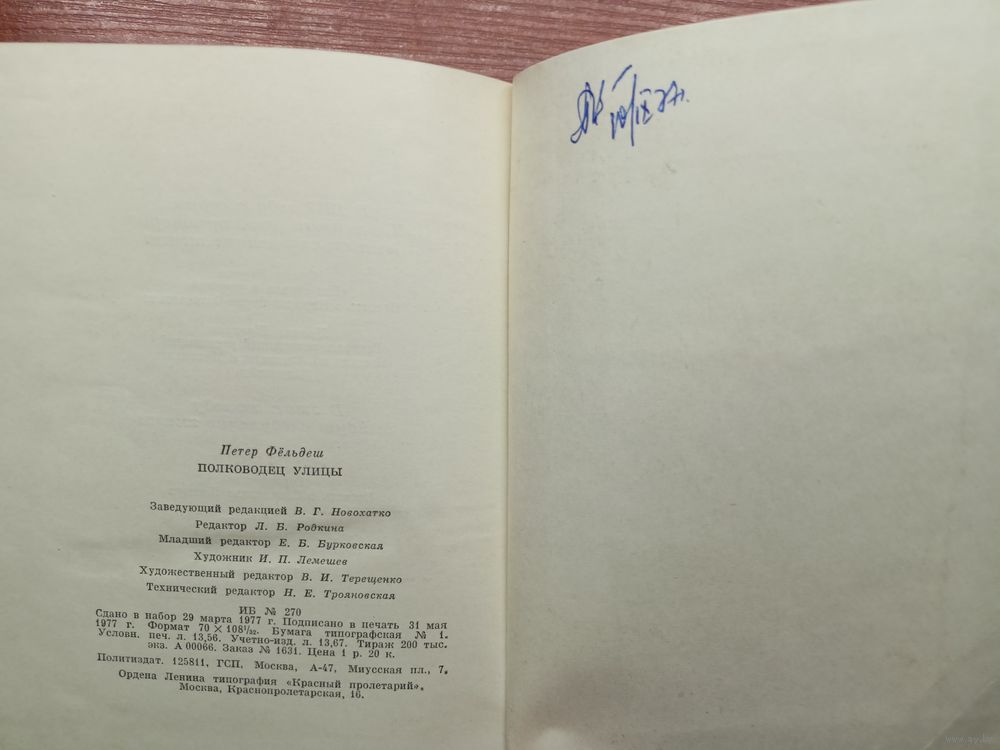 Петер Фёльдеш
ПОЛКОВОДЕЦ УЛИЦЫ
Заведующий редакцией В. Г. Новохатко
Редактор Л. Б. Родкина
Младший редактор Е. Б. Бурковская
Художник И. П. Лемешев
Художественный редактор В. И. Терещенко
Технический редактор Н. Е. Трояновская
ИБ № 270
Сдано в набор 29 марта 1977 г. Подписано в печать 31 мая
1977 г. Формат 70 × 108¹/₃₂. Бумага типографская № 1.
Условн. печ. л. 13,56. Учетно-изд. л. 13,67. Тираж 200 тыс.
экз. А 00066. Заказ № 1631. Цена 1 р. 20 к.
Политиздат. 125811, ГСП, Москва, А-47, Миусская пл., 7.
Ордена Ленина типография «Красный пролетарий».
Москва, Краснопролетарская, 16.